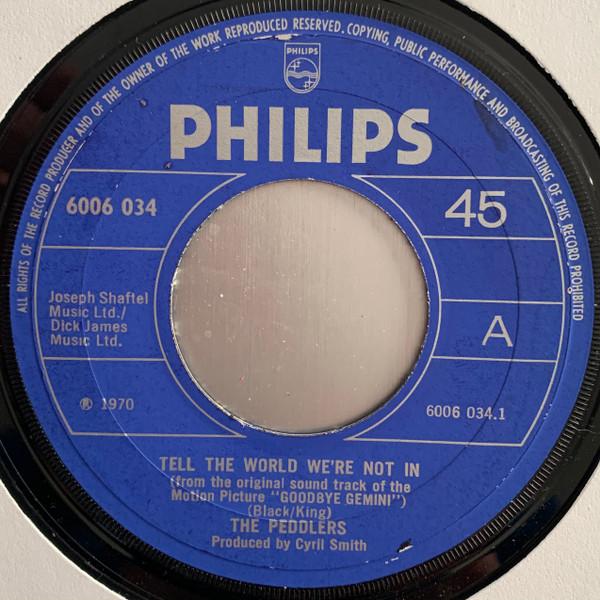 ALL RIGHTS OF THE RECORD PRODUCER AND OF THE OWNER OF THE WORK REPRODUCED RESERVED. COPYING, PUBLIC PERFORMANCE AND BROADCASTING OF THIS RECORD PROHIBITED
PHILIPS
PHILIPS
6006 034
45
Joseph Shaftel
Music Ltd./
Dick James
Music Ltd.
A
℗ 1970
6006 034.1
TELL THE WORLD WE'RE NOT IN
(from the original sound track of the
Motion Picture "GOODBYE GEMINI")
(Black/King)
THE PEDDLERS
Produced by Cyril Smith